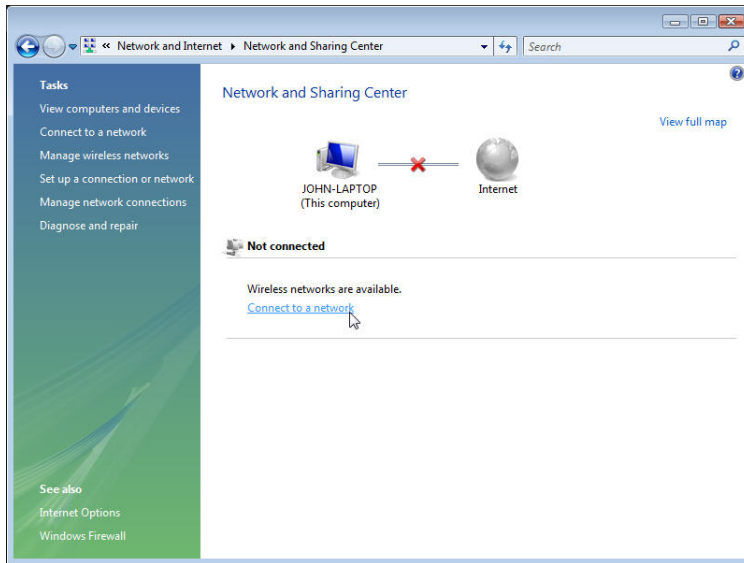 « Network and Internet ▸ Network and Sharing Center
Search
Tasks
View computers and devices
Connect to a network
Manage wireless networks
Set up a connection or network
Manage network connections
Diagnose and repair
See also
Internet Options
Windows Firewall
Network and Sharing Center
View full map
JOHN-LAPTOP
(This computer)
Internet
Not connected
Wireless networks are available.
Connect to a network